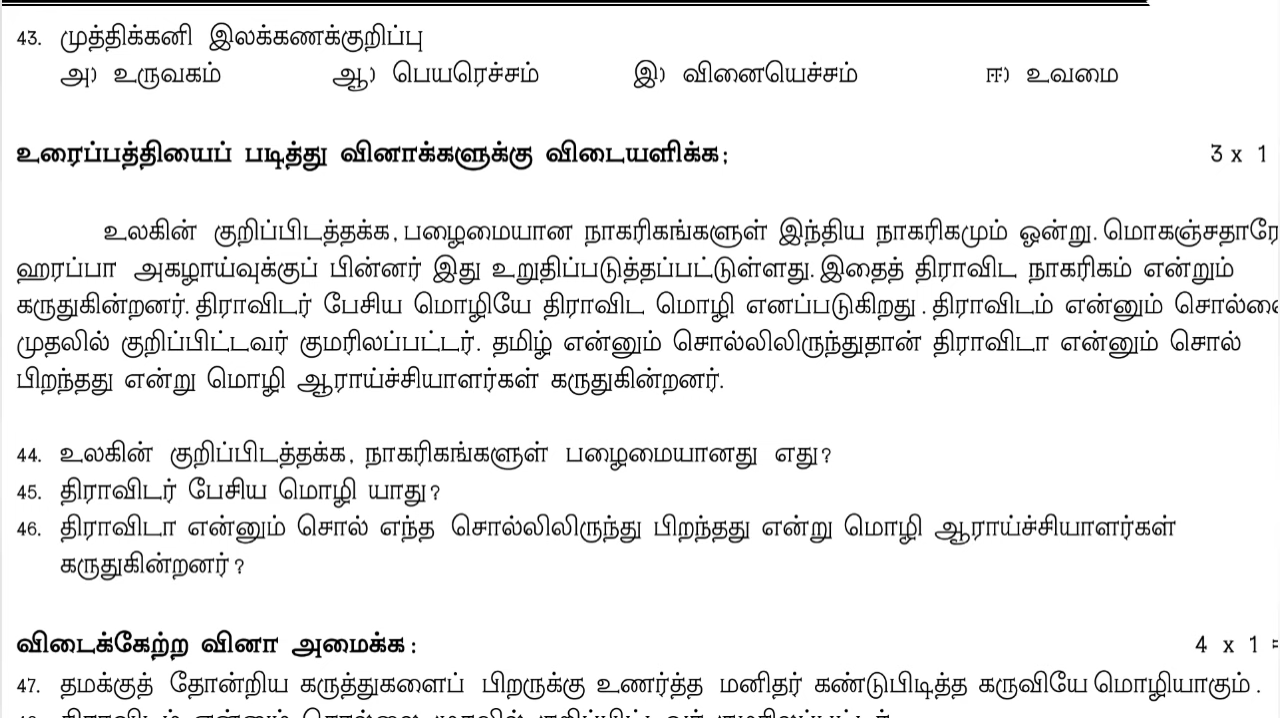 43. முத்திக்கனி இலக்கணக்குறிப்பு
அ) உருவகம் ஆ) பெயரெச்சம் இ) வினையெச்சம் ஈ) உவமை
உரைப்பத்தியைப் படித்து வினாக்களுக்கு விடையளிக்க: 3 x 1
உலகின் குறிப்பிடத்தக்க, பழைமையான நாகரிகங்களுள் இந்திய நாகரிகமும் ஒன்று. மொகஞ்சதாரே
ஹரப்பா அகழாய்வுக்குப் பின்னர் இது உறுதிப்படுத்தப்பட்டுள்ளது. இதைத் திராவிட நாகரிகம் என்றும்
கருதுகின்றனர். திராவிடர் பேசிய மொழியே திராவிட மொழி எனப்படுகிறது. திராவிடம் என்னும்
முதலில் குறிப்பிட்டவர் குமரிலப்பட்டர். தமிழ் என்னும் சொல்லிலிருந்துதான் திராவிடா என்னும் சொல்
பிறந்தது என்று மொழி ஆராய்ச்சியாளர்கள் கருதுகின்றனர்.
44. உலகின் குறிப்பிடத்தக்க, நாகரிகங்களுள் பழைமையானது எது?
45. திராவிடர் பேசிய மொழி யாது?
46. திராவிடா என்னும் சொல் எந்த சொல்லிலிருந்து பிறந்தது என்று மொழி ஆராய்ச்சியாளர்கள்
கருதுகின்றனர்?
விடைக்கேற்ற வினா அமைக்க: 4 x 1 =
47. தமக்குத் தோன்றிய கருத்துகளைப் பிறருக்கு உணர்த்த மனிதர் கண்டுபிடித்த கருவியே மொழியாகும்.